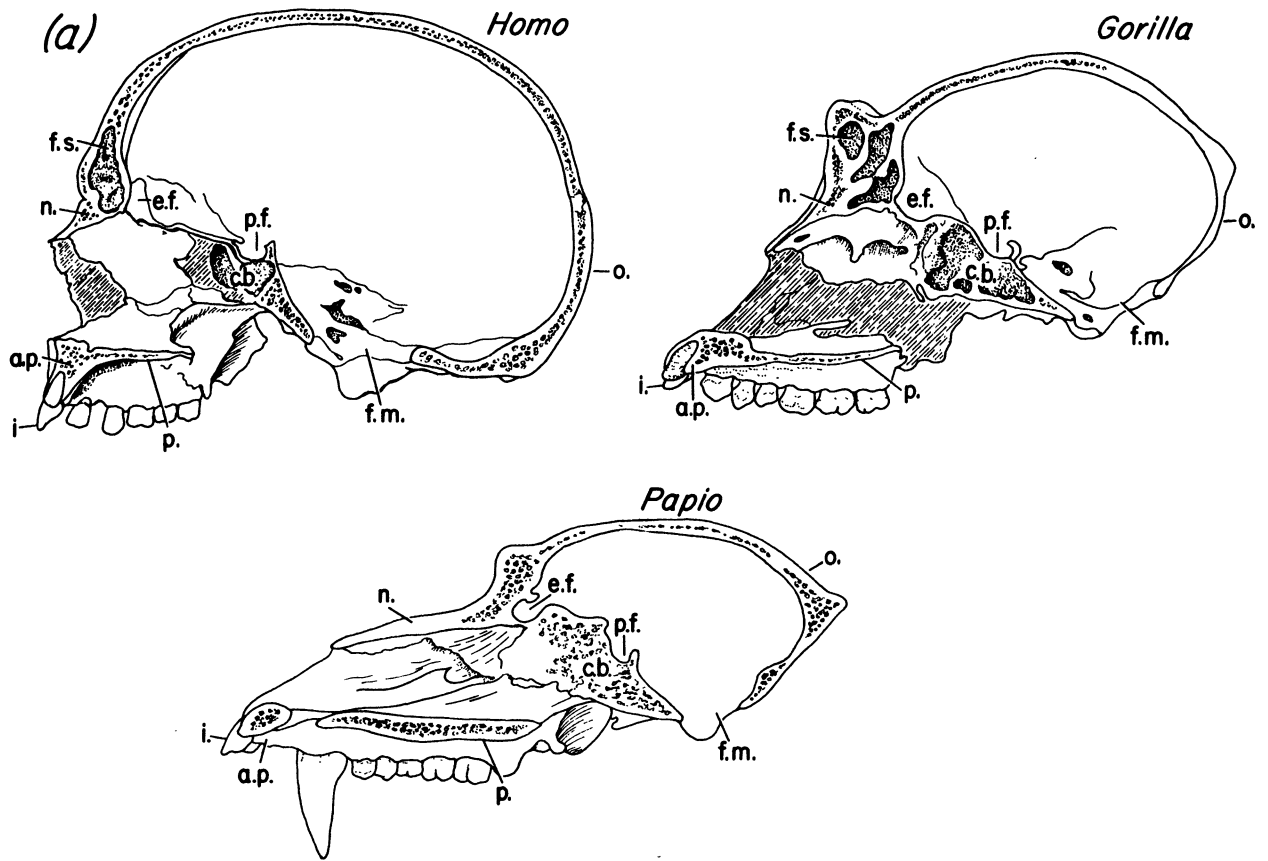 (a)
Homo
f.s.
n.
e.f.
p.f.
c.b.
o.
a.p.
i
p.
f.m.
Gorilla
f.s.
n.
e.f.
p.f.
c.b.
o.
f.m.
i.
a.p.
p.
Papio
o.
n.
e.f.
p.f.
c.b.
i.
a.p.
p.
f.m.